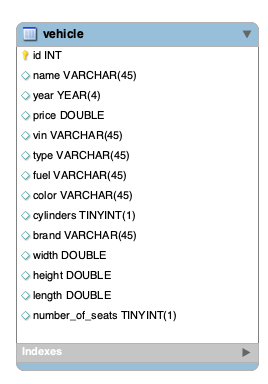 vehicle
id INT
name VARCHAR(45)
year YEAR(4)
price DOUBLE
vin VARCHAR(45)
type VARCHAR(45)
fuel VARCHAR(45)
color VARCHAR(45)
cylinders TINYINT(1)
brand VARCHAR(45)
width DOUBLE
height DOUBLE
length DOUBLE
number_of_seats TINYINT(1)
Indexes